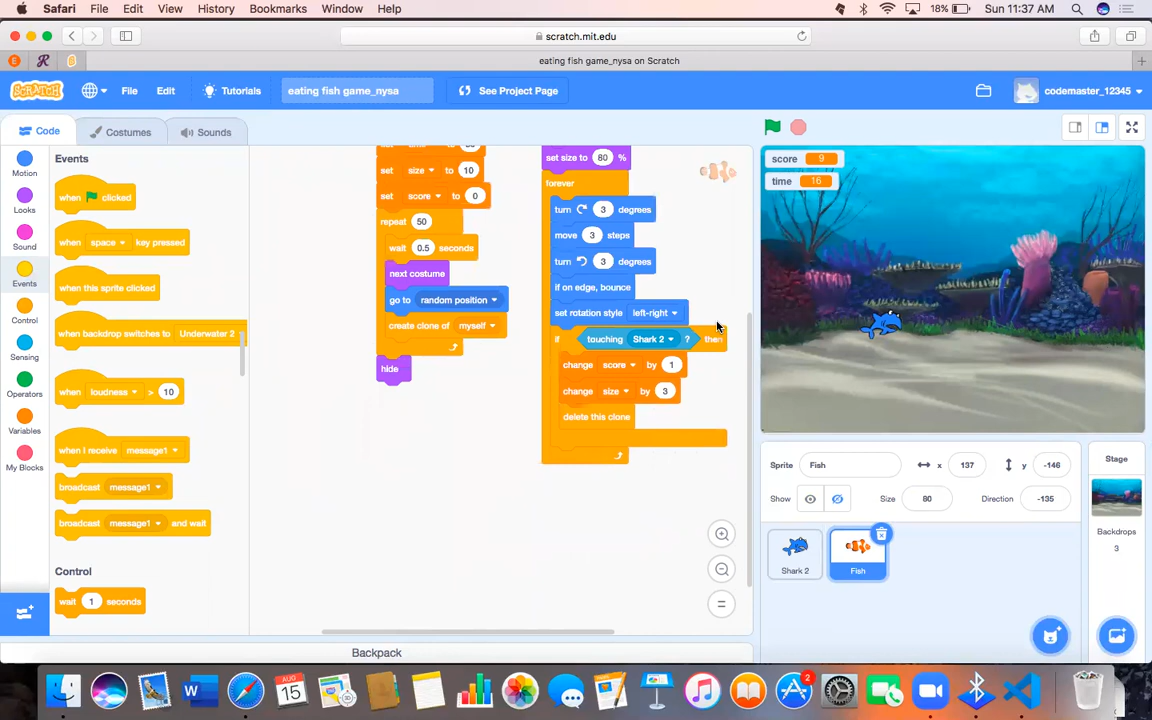 Safari File Edit View History Bookmarks Window Help 18% Sun 11:37 AM
scratch.mit.edu
eating fish game_nysa on Scratch
SCRATCH File Edit Tutorials eating fish game_nysa See Project Page codemaster_12345
Code Costumes Sounds
Motion
Looks
Sound
Events
Control
Sensing
Operators
Variables
My Blocks
Events
when clicked
when space key pressed
when this sprite clicked
when backdrop switches to Underwater 2
when loudness > 10
when I receive message1
broadcast message1
broadcast message1 and wait
Control
wait 1 seconds
set size to 10
set score to 0
repeat 50
wait 0.5 seconds
next costume
go to random position
create clone of myself
hide
set size to 80 %
forever
turn 3 degrees
move 3 steps
turn 3 degrees
if on edge, bounce
set rotation style left-right
if touching Shark 2 ? then
change score by 1
change size by 3
delete this clone
score 9
time 16
Sprite Fish x 137 y -146
Show Size 80 Direction -135
Shark 2
Fish
Stage
Backdrops
3
Backpack
AUG
15
W
2